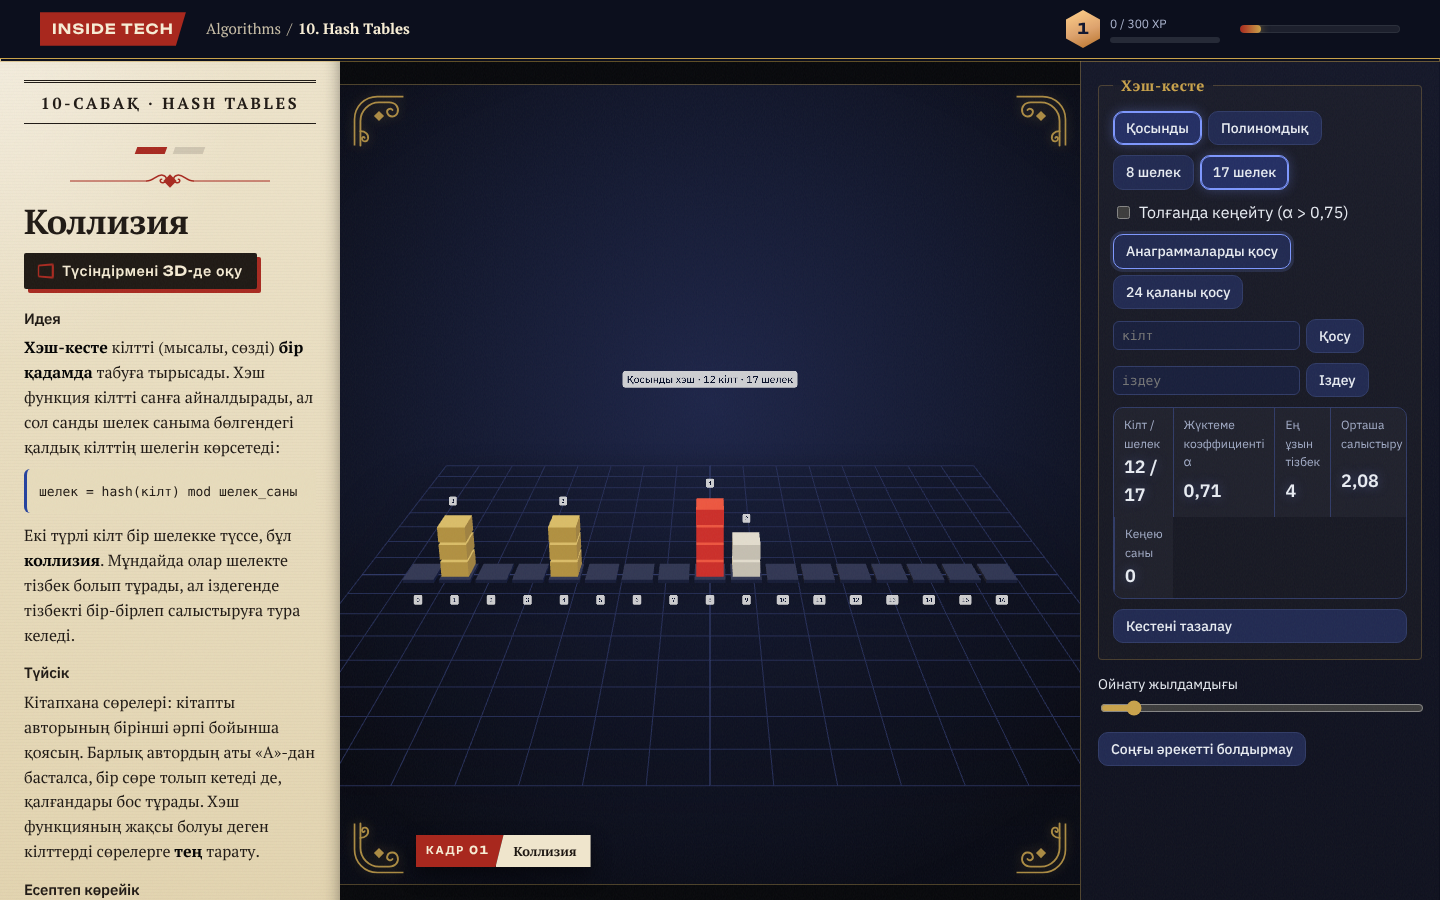 INSIDE TECH
Algorithms / 10. Hash Tables
1
0 / 300 XP
10-САБАҚ · HASH TABLES
Коллизия
Түсіндірмені 3D-де оқу
Идея
Хэш-кесте кілтті (мысалы, сөзді) бір
қадамда табуға тырысады. Хэш
функция кілтті санға айналдырады, ал
сол санды шелек санына бөлгендегі
қалдық кілттің шелегін көрсетеді:
шелек = hash(кілт) mod шелек_саны
Екі түрлі кілт бір шелекке түссе, бұл
коллизия. Мұндайда олар шелекте
тізбек болып тұрады, ал іздегенде
тізбекті бір-бірлеп салыстыруға тура
келеді.
Түйсік
Кітапхана сөрелері: кітапты
авторының бірінші әрпі бойынша
қоясың. Барлық автордың аты «А»-дан
басталса, бір сөре толып кетеді де,
қалғандары бос тұрады. Хэш
функцияның жақсы болуы деген
кілттерді сөрелерге тең тарату.
Есептеп көрейік
Қосынды хэш · 12 кілт · 17 шелек
КАДР 01
Коллизия
Хэш-кесте
Қосынды
Полиномдық
8 шелек
17 шелек
Толғанда кеңейту (α > 0,75)
Анаграммаларды қосу
24 қаланы қосу
кілт
Қосу
іздеу
Іздеу
Кілт /
шелек
12 /
17
Жүктеме
коэффициенті
α
0,71
Ең
ұзын
тізбек
4
Орташа
салыстыру
2,08
Кеңею
саны
0
Кестені тазалау
Ойнату жылдамдығы
Соңғы әрекетті болдырмау